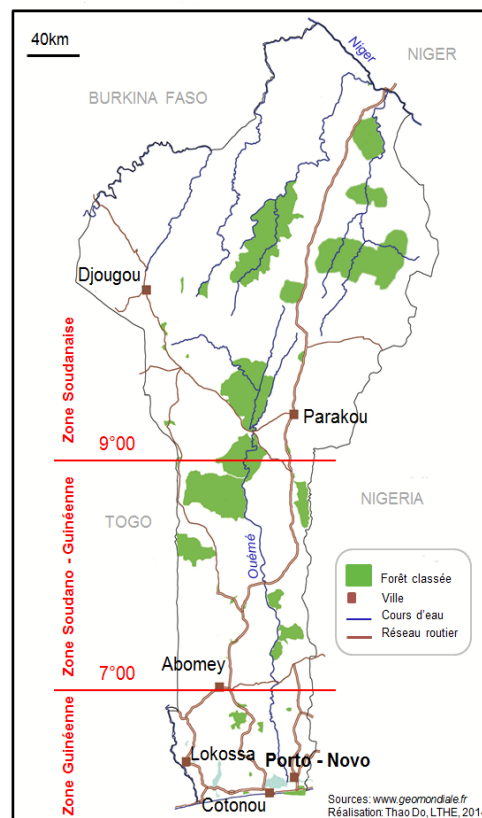 40km
Niger
NIGER
BURKINA FASO
Djougou
Zone Soudanaise
Parakou
9°00
NIGERIA
TOGO
Ouémé
Zone Soudano - Guinéenne
Forêt classée
Ville
Cours d'eau
Réseau routier
Abomey
7°00
Zone Guinéenne
Lokossa
Porto - Novo
Cotonou
Sources: www.geomondiale.fr
Réalisation: Thao Do, LTHE, 2014